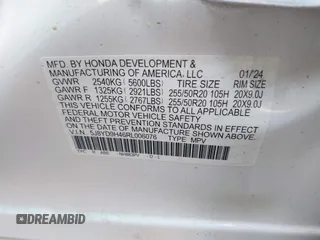 MFD. BY HONDA DEVELOPMENT &
MANUFACTURING OF AMERICA, LLC 01/24
GVWR 2540KG (5600LBS) TIRE SIZE RIM SIZE
GAWR F 1325KG (2921LBS) 255/50R20 105H 20X9.0J
GAWR R 1255KG (2767LBS) 255/50R20 105H 20X9.0J
THIS VEHICLE CONFORMS TO ALL APPLICABLE
FEDERAL MOTOR VEHICLE SAFETY AND
THEFT PREVENTION STANDARDS IN EFFECT ON
THE DATE OF MANUFACTURE SHOWN ABOVE.
V.I.N. 5J8YD9H46RL006076 TYPE: MPV
AutoBidMaster